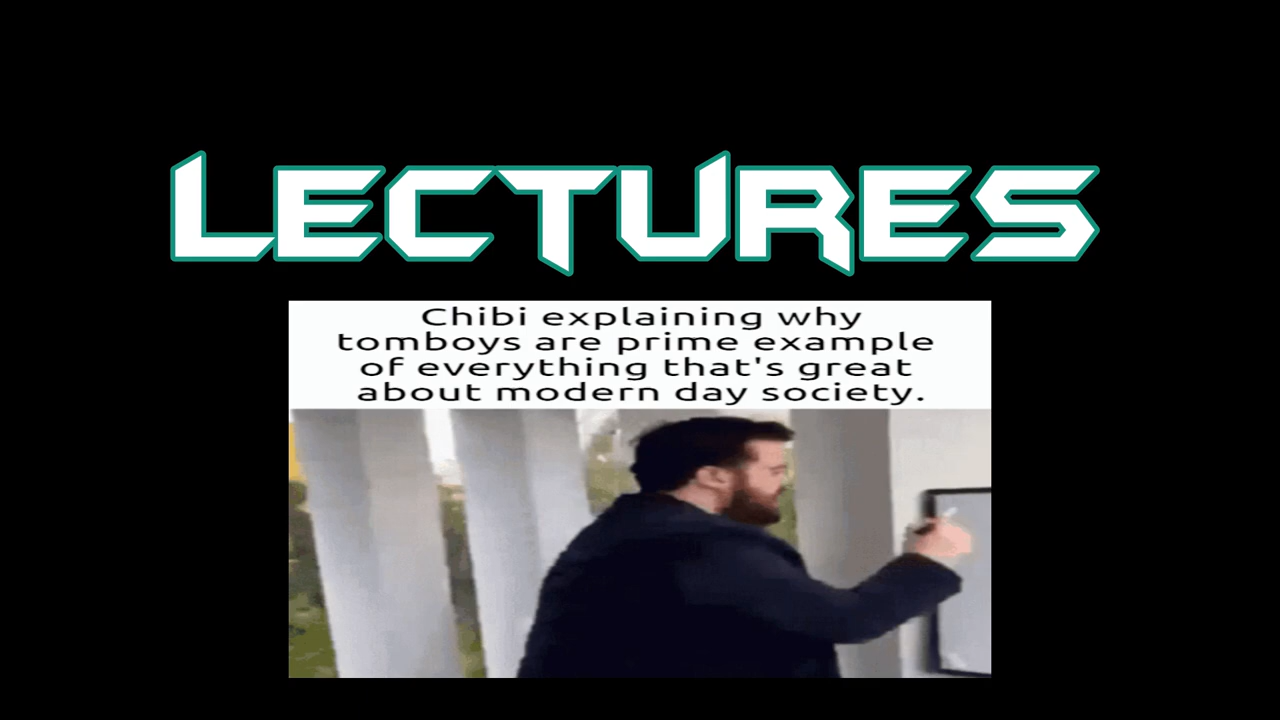 LECTURES
Chibi explaining why
tomboys are prime example
of everything that's great
about modern day society.